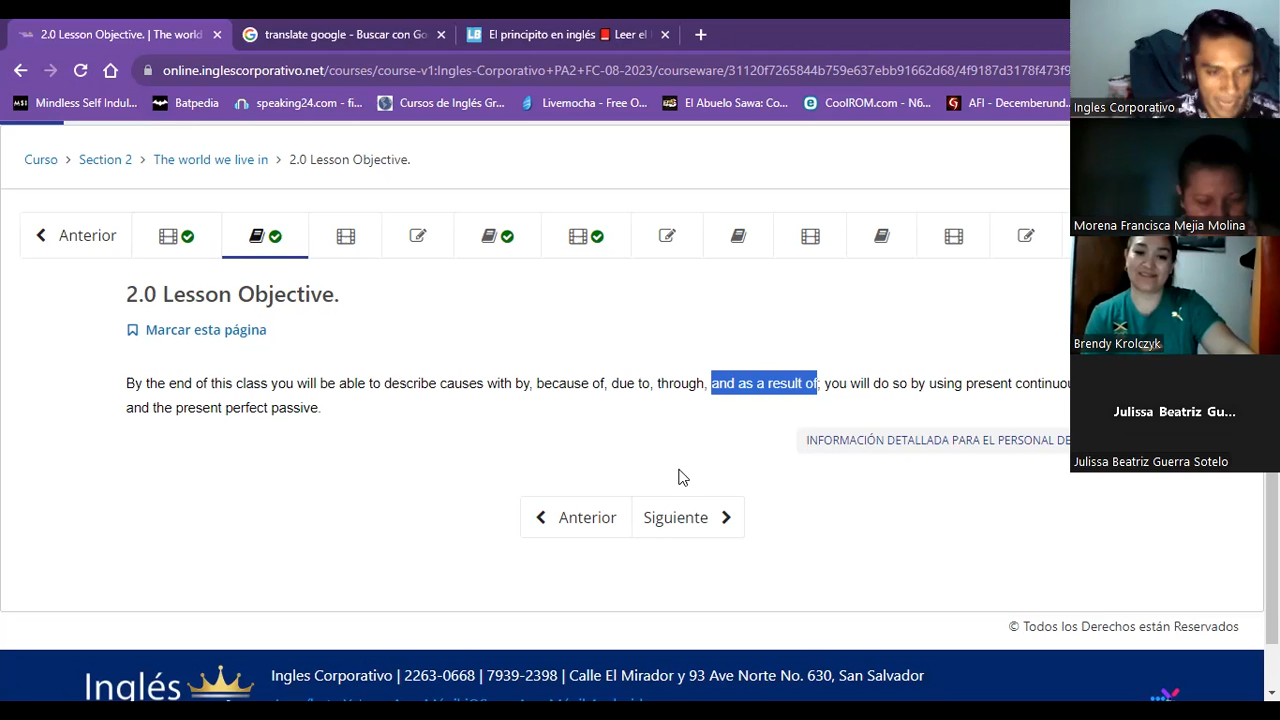 2.0 Lesson Objective. | The world
translate google - Buscar con Go
El principito en inglés 📕 Leer el
online.inglescorporativo.net/courses/course-v1:Ingles-Corporativo+PA2+FC-08-2023/courseware/31120f7265844b759e637ebb91662d68/4f9187d3178f473f9
Mindless Self Indul...
Batpedia
speaking24.com - fi...
Cursos de Inglés Gr...
Livemocha - Free O...
El Abuelo Sawa: Co...
CoolROM.com - N6...
AFI - Decemberund...
Ingles Corporativo
Curso > Section 2 > The world we live in > 2.0 Lesson Objective.
Anterior
Morena Francisca Mejia Molina
2.0 Lesson Objective.
Marcar esta página
Brendy Krolczyk
By the end of this class you will be able to describe causes with by, because of, due to, through, and as a result of; you will do so by using present continuou
and the present perfect passive.
Julissa Beatriz Gu...
INFORMACIÓN DETALLADA PARA EL PERSONAL DE
Julissa Beatriz Guerra Sotelo
Anterior
Siguiente
© Todos los Derechos están Reservados
Inglés
Ingles Corporativo | 2263-0668 | 7939-2398 | Calle El Mirador y 93 Ave Norte No. 630, San Salvador